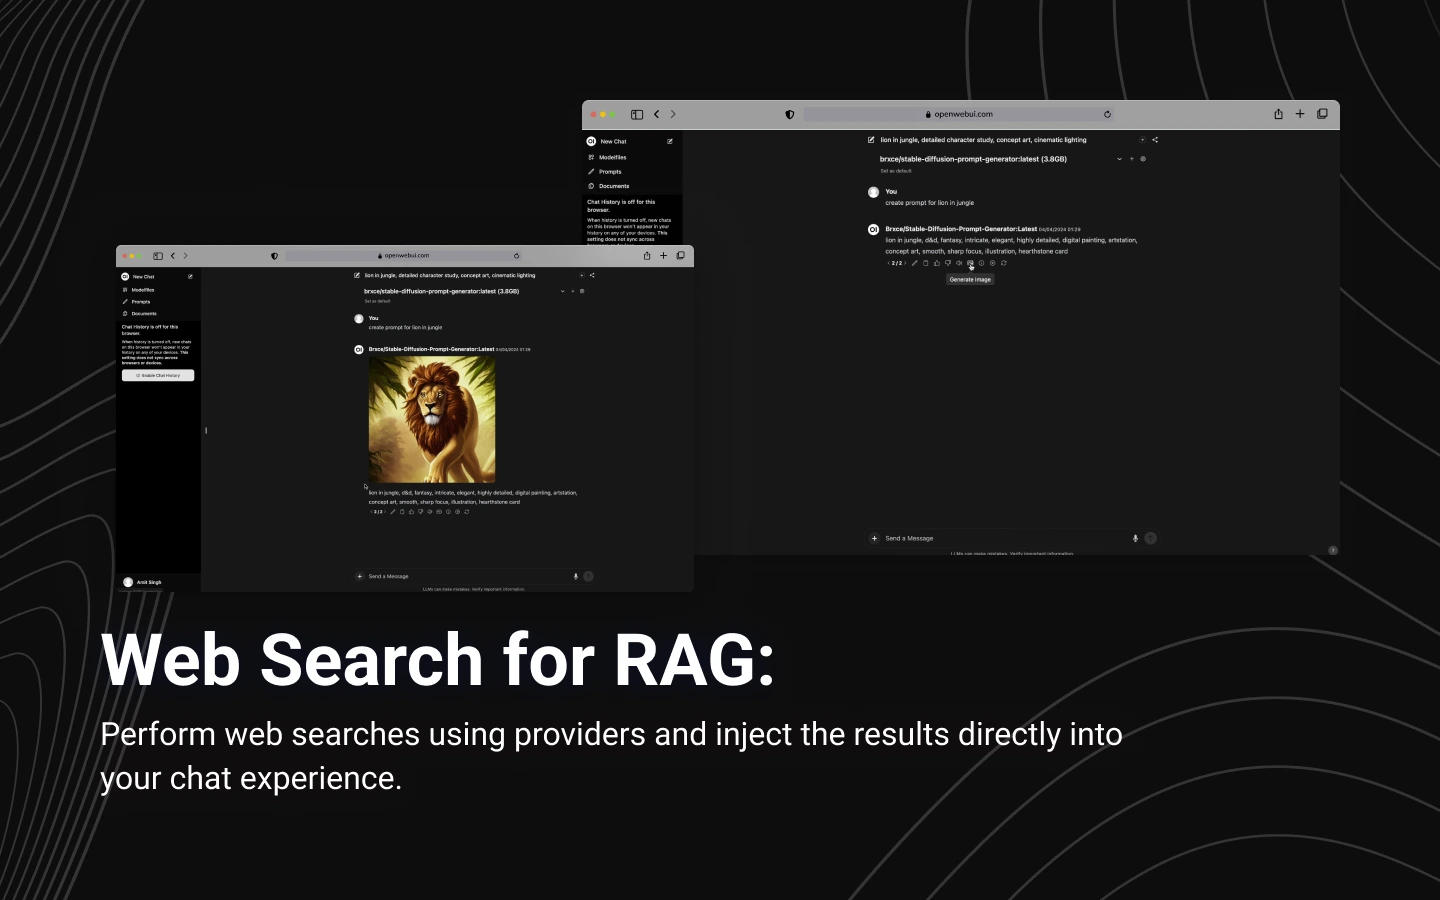 openwebui.com
New Chat
Modelfiles
Prompts
Documents
Chat History is off for this
browser.
When history is turned off, new chats
on this browser won't appear in your
history on any of your devices. This
setting does not sync across
lion in jungle, detailed character study, concept art, cinematic lighting
brxce/stable-diffusion-prompt-generator:latest (3.8GB)
Set as default
You
create prompt for lion in jungle
Brxce/Stable-Diffusion-Prompt-Generator:Latest 04/04/2024 01:29
lion in jungle, d&d, fantasy, intricate, elegant, highly detailed, digital painting, artstation,
concept art, smooth, sharp focus, illustration, hearthstone card
2 / 2
Generate Image
Send a Message
LLMs can make mistakes. Verify important information.
openwebui.com
New Chat
Modelfiles
Prompts
Documents
Chat History is off for this
browser.
When history is turned off, new chats
on this browser won't appear in your
history on any of your devices. This
setting does not sync across
browsers or devices.
Enable Chat History
Amit Singh
lion in jungle, detailed character study, concept art, cinematic lighting
brxce/stable-diffusion-prompt-generator:latest (3.8GB)
Set as default
You
create prompt for lion in jungle
Brxce/Stable-Diffusion-Prompt-Generator:Latest 04/04/2024 01:29
lion in jungle, d&d, fantasy, intricate, elegant, highly detailed, digital painting, artstation,
concept art, smooth, sharp focus, illustration, hearthstone card
Send a Message
LLMs can make mistakes. Verify important information.
Web Search for RAG:
Perform web searches using providers and inject the results directly into
your chat experience.